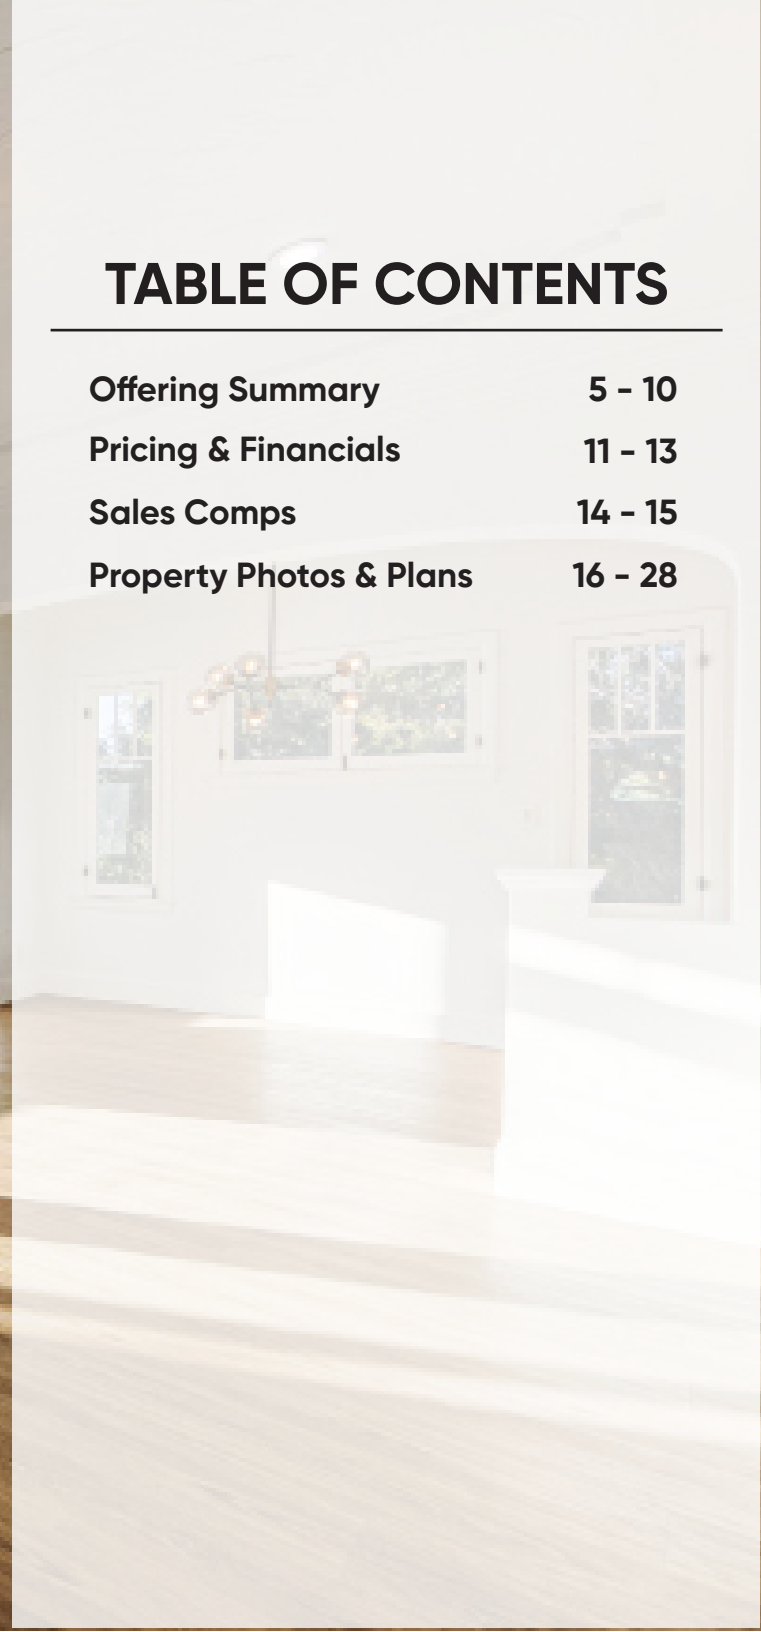 TABLE OF CONTENTS
Offering Summary 5 - 10
Pricing & Financials 11 - 13
Sales Comps 14 - 15
Property Photos & Plans 16 - 28